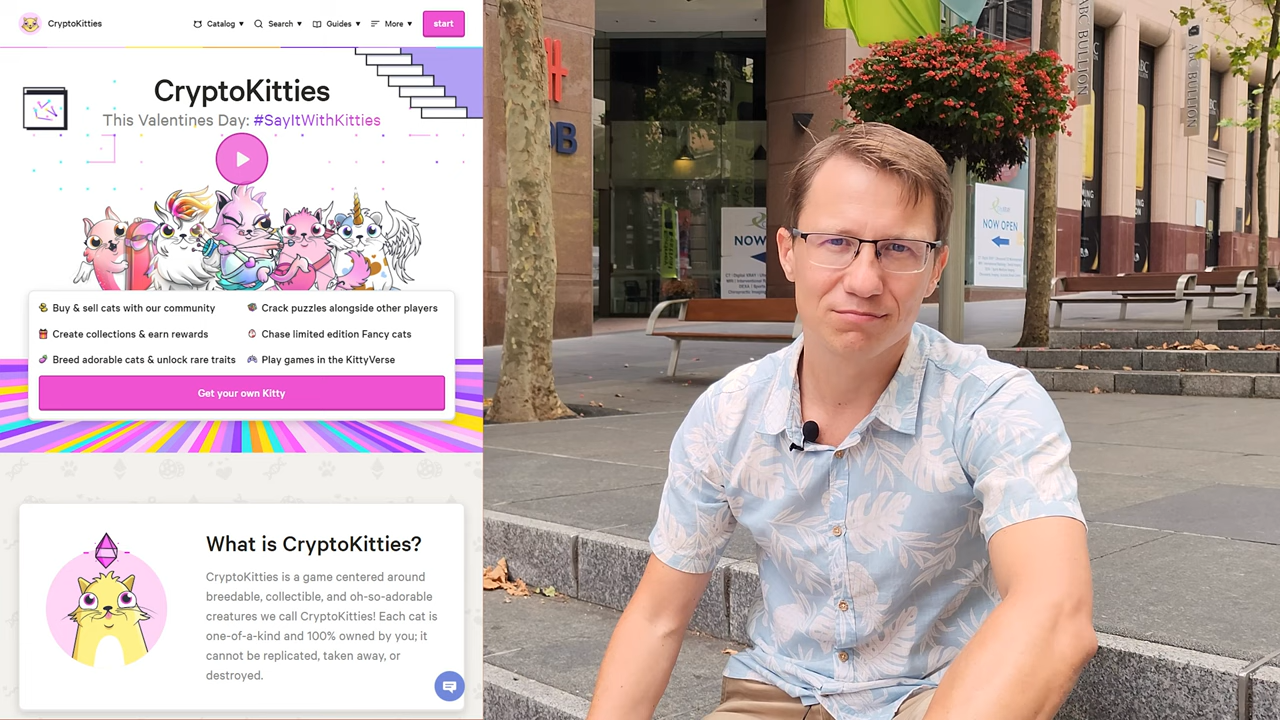 CryptoKitties
Catalog ▼ Search ▼ Guides ▼ More ▼ start
CryptoKitties
This Valentines Day: #SayItWithKitties
Buy & sell cats with our community
Crack puzzles alongside other players
Create collections & earn rewards
Chase limited edition Fancy cats
Breed adorable cats & unlock rare traits
Play games in the KittyVerse
Get your own Kitty
What is CryptoKitties?
CryptoKitties is a game centered around
breedable, collectible, and oh-so-adorable
creatures we call CryptoKitties! Each cat is
one-of-a-kind and 100% owned by you; it
cannot be replicated, taken away, or
destroyed.
NOW
NOW OPEN
BULLION
BULLION